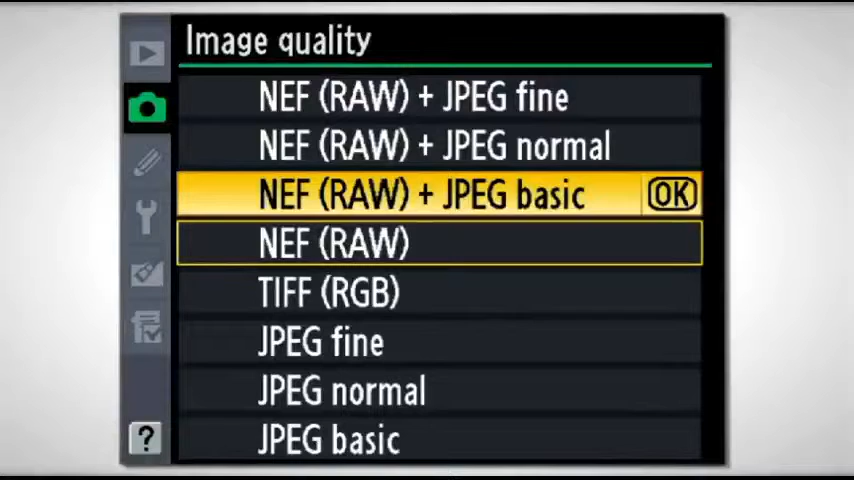 Image quality
NEF (RAW) + JPEG fine
NEF (RAW) + JPEG normal
NEF (RAW) + JPEG basic OK
NEF (RAW)
TIFF (RGB)
JPEG fine
JPEG normal
JPEG basic
?